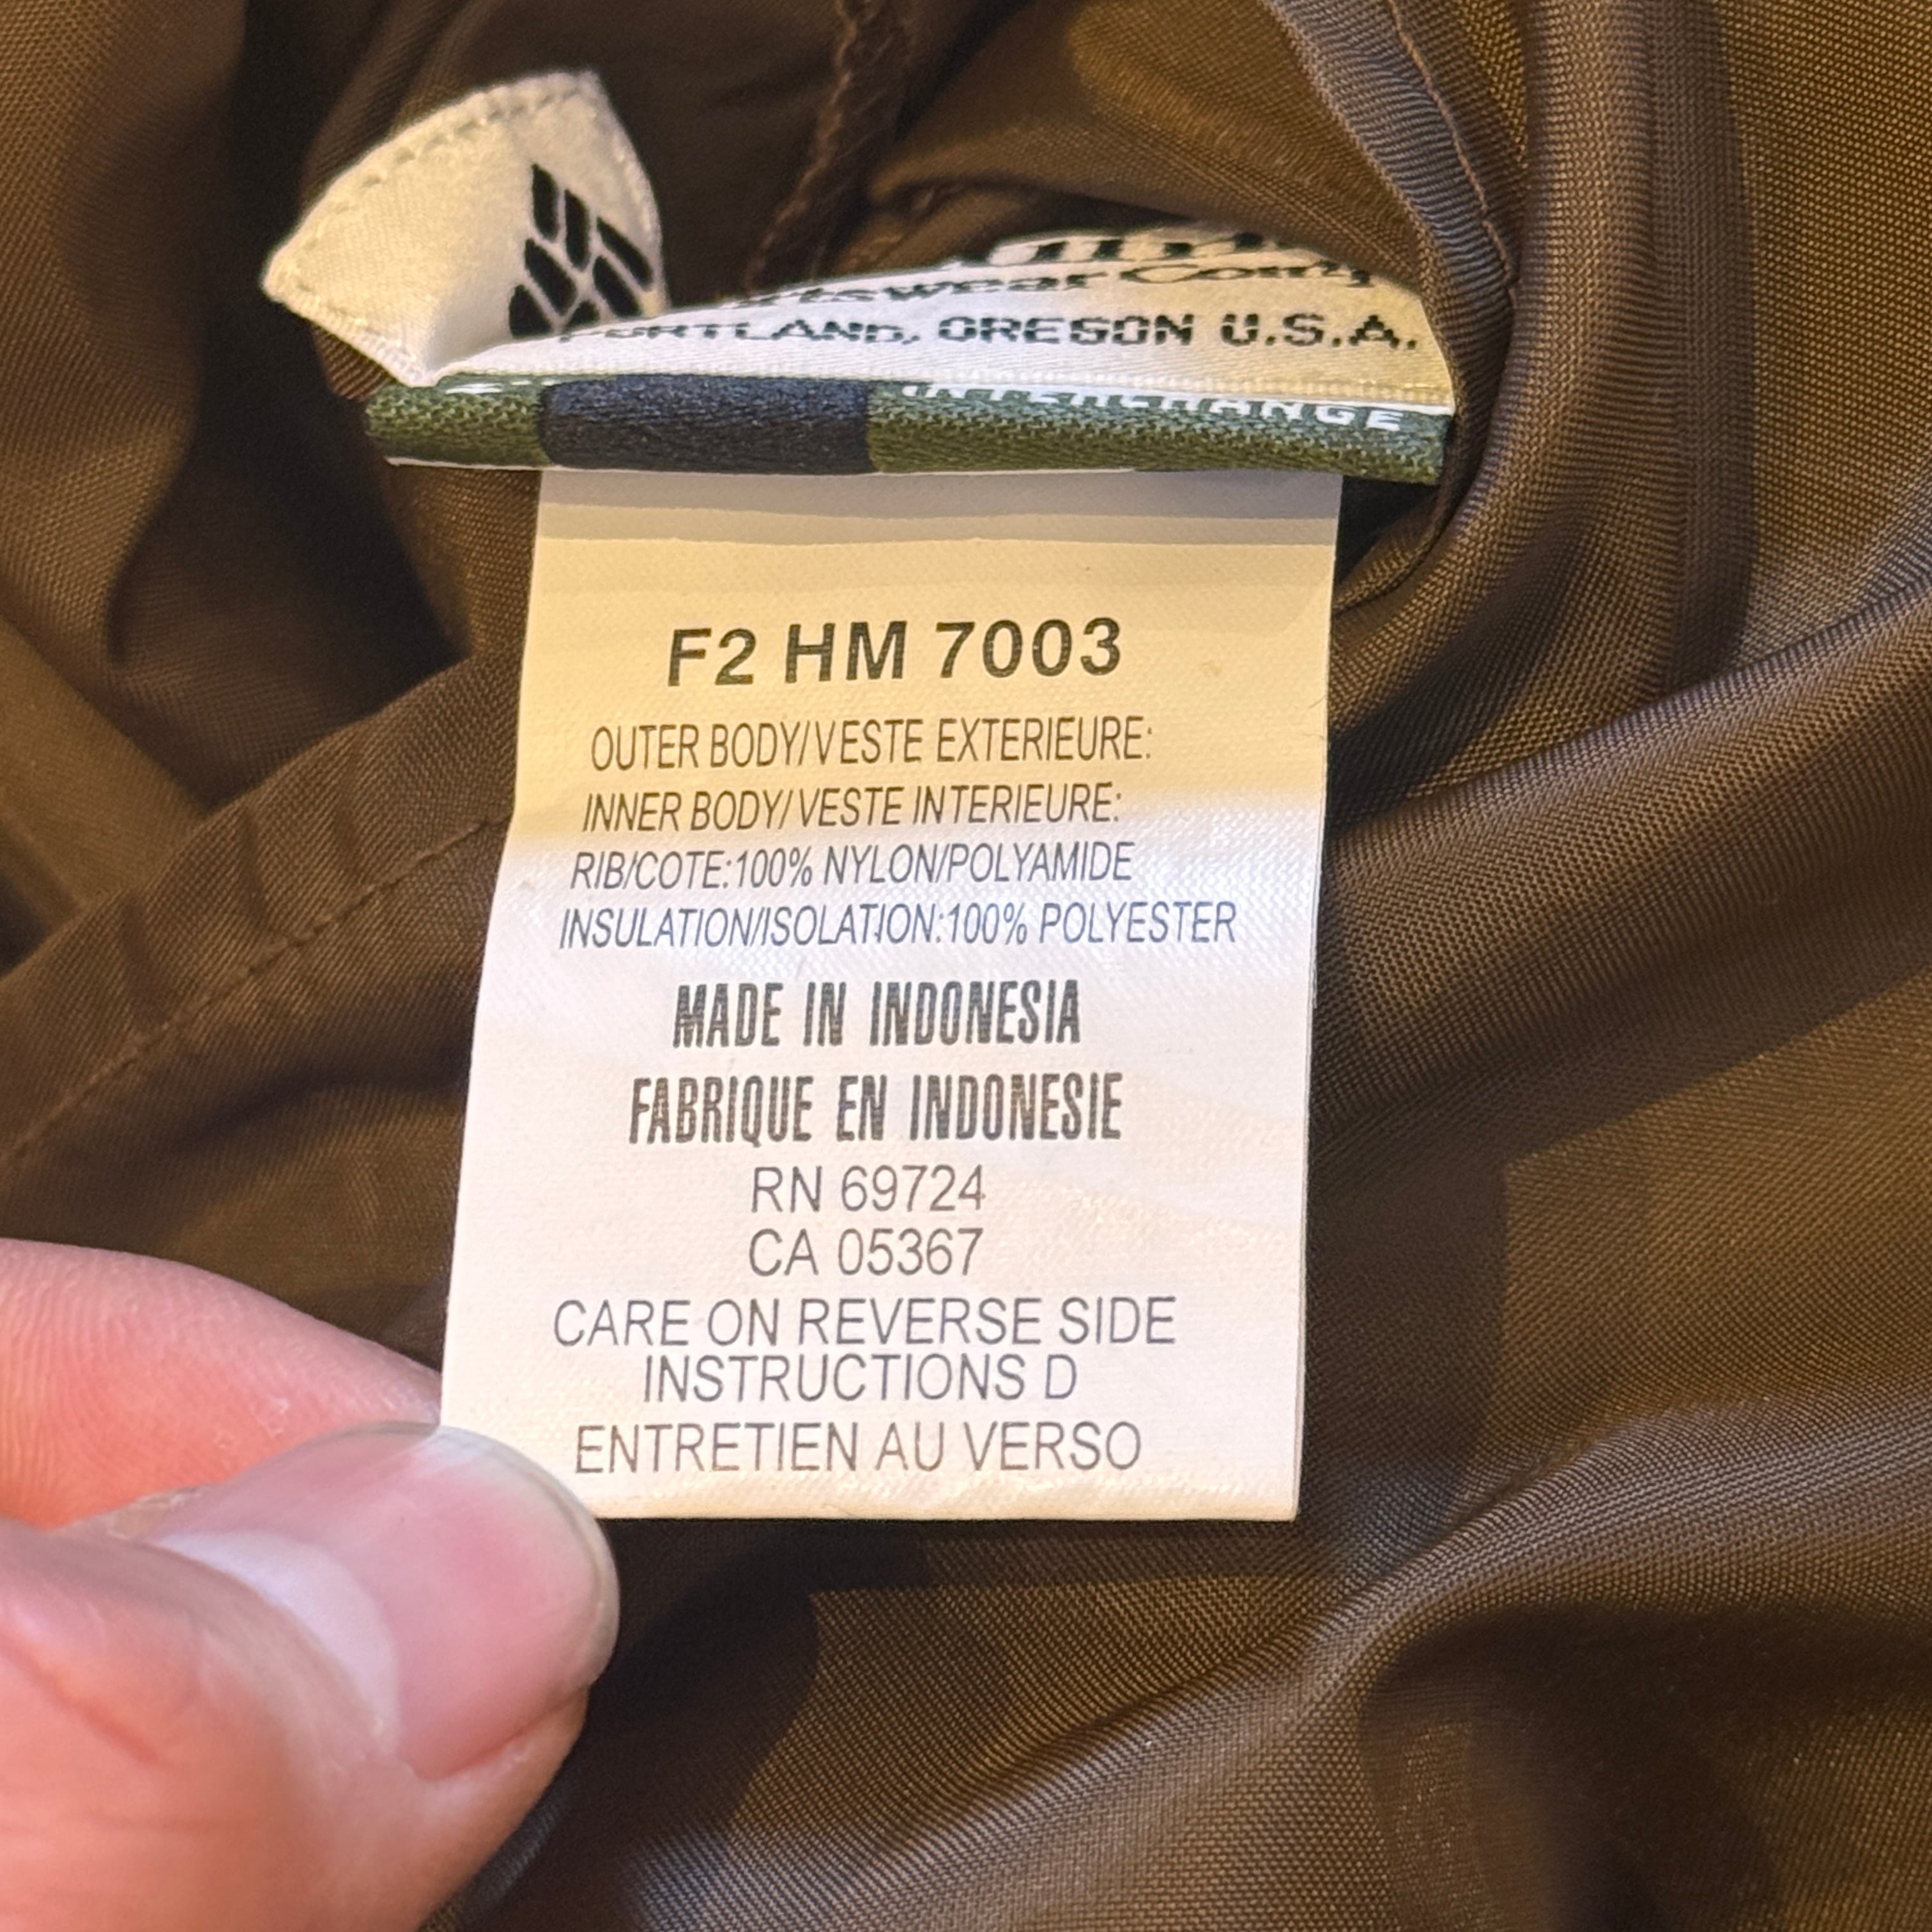 PORTLAND, OREGON U.S.A.
INTERCHANGE
F2 HM 7003
OUTER BODY/VESTE EXTERIEURE:
INNER BODY/VESTE INTERIEURE:
RIB/COTE:100% NYLON/POLYAMIDE
INSULATION/ISOLATION:100% POLYESTER
MADE IN INDONESIA
FABRIQUE EN INDONESIE
RN 69724
CA 05367
CARE ON REVERSE SIDE
INSTRUCTIONS D
ENTRETIEN AU VERSO